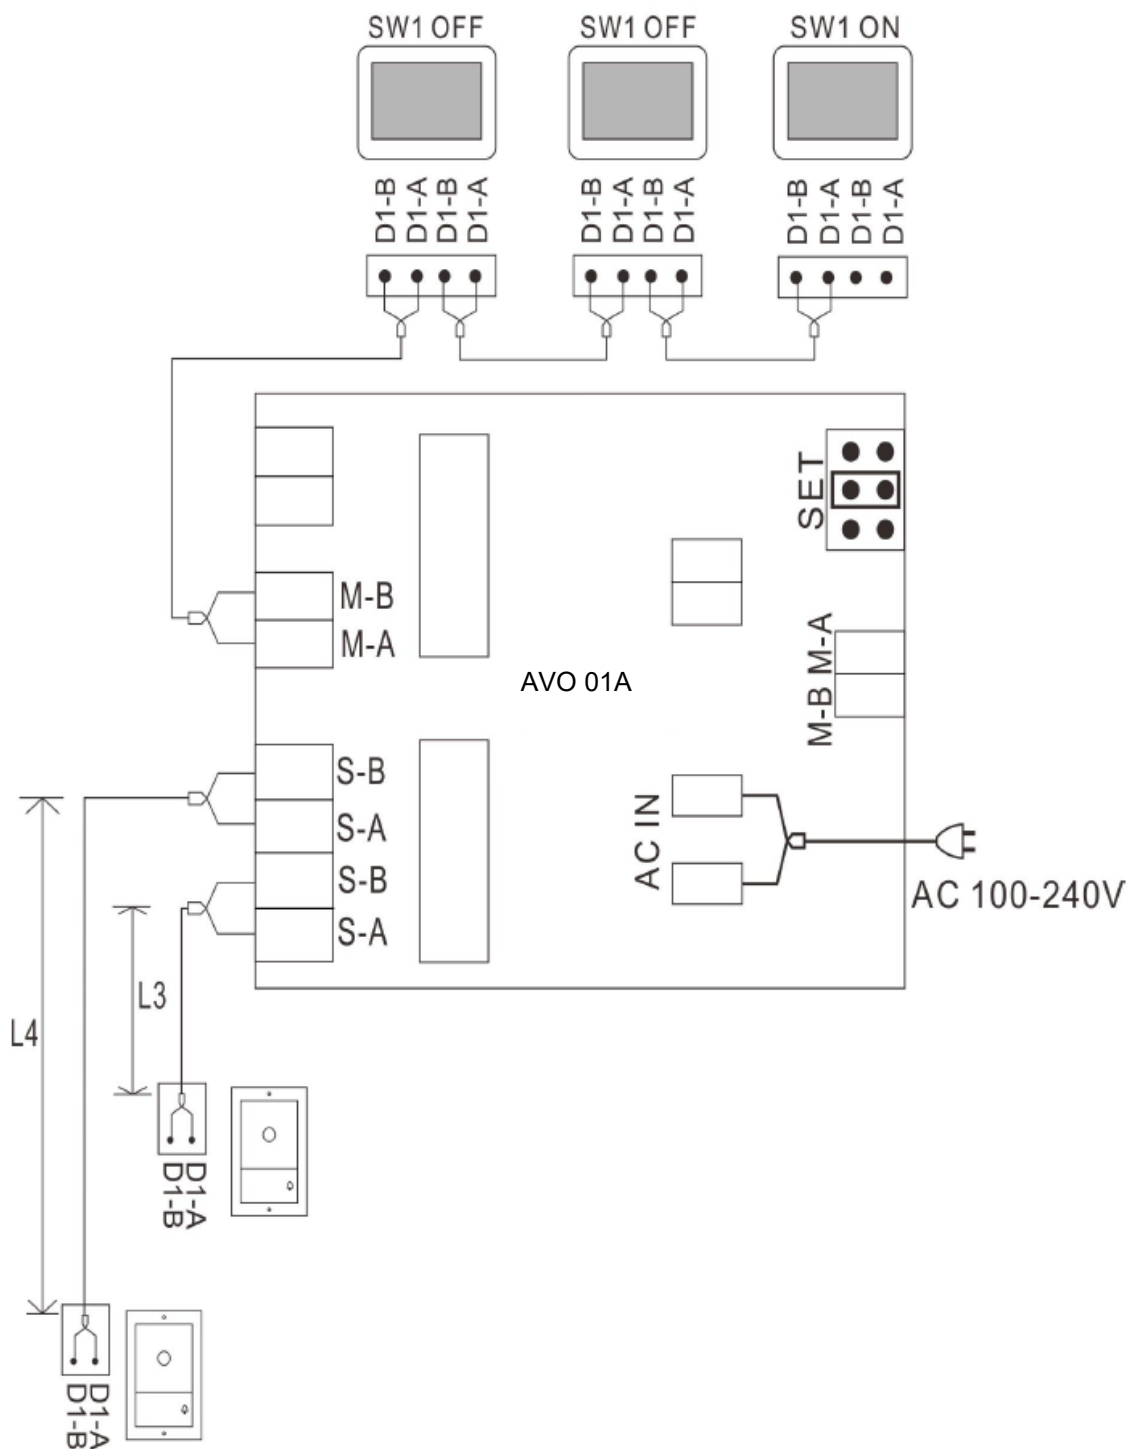 SW1 OFF
SW1 OFF
SW1 ON
D1-B
D1-A
D1-B
D1-A
D1-B
D1-A
D1-B
D1-A
D1-B
D1-A
D1-B
D1-A
SET
M-B
M-A
M-B M-A
AVO 01A
S-B
S-A
S-B
S-A
AC IN
AC 100-240V
L3
L4
D1-A
D1-B
D1-A
D1-B